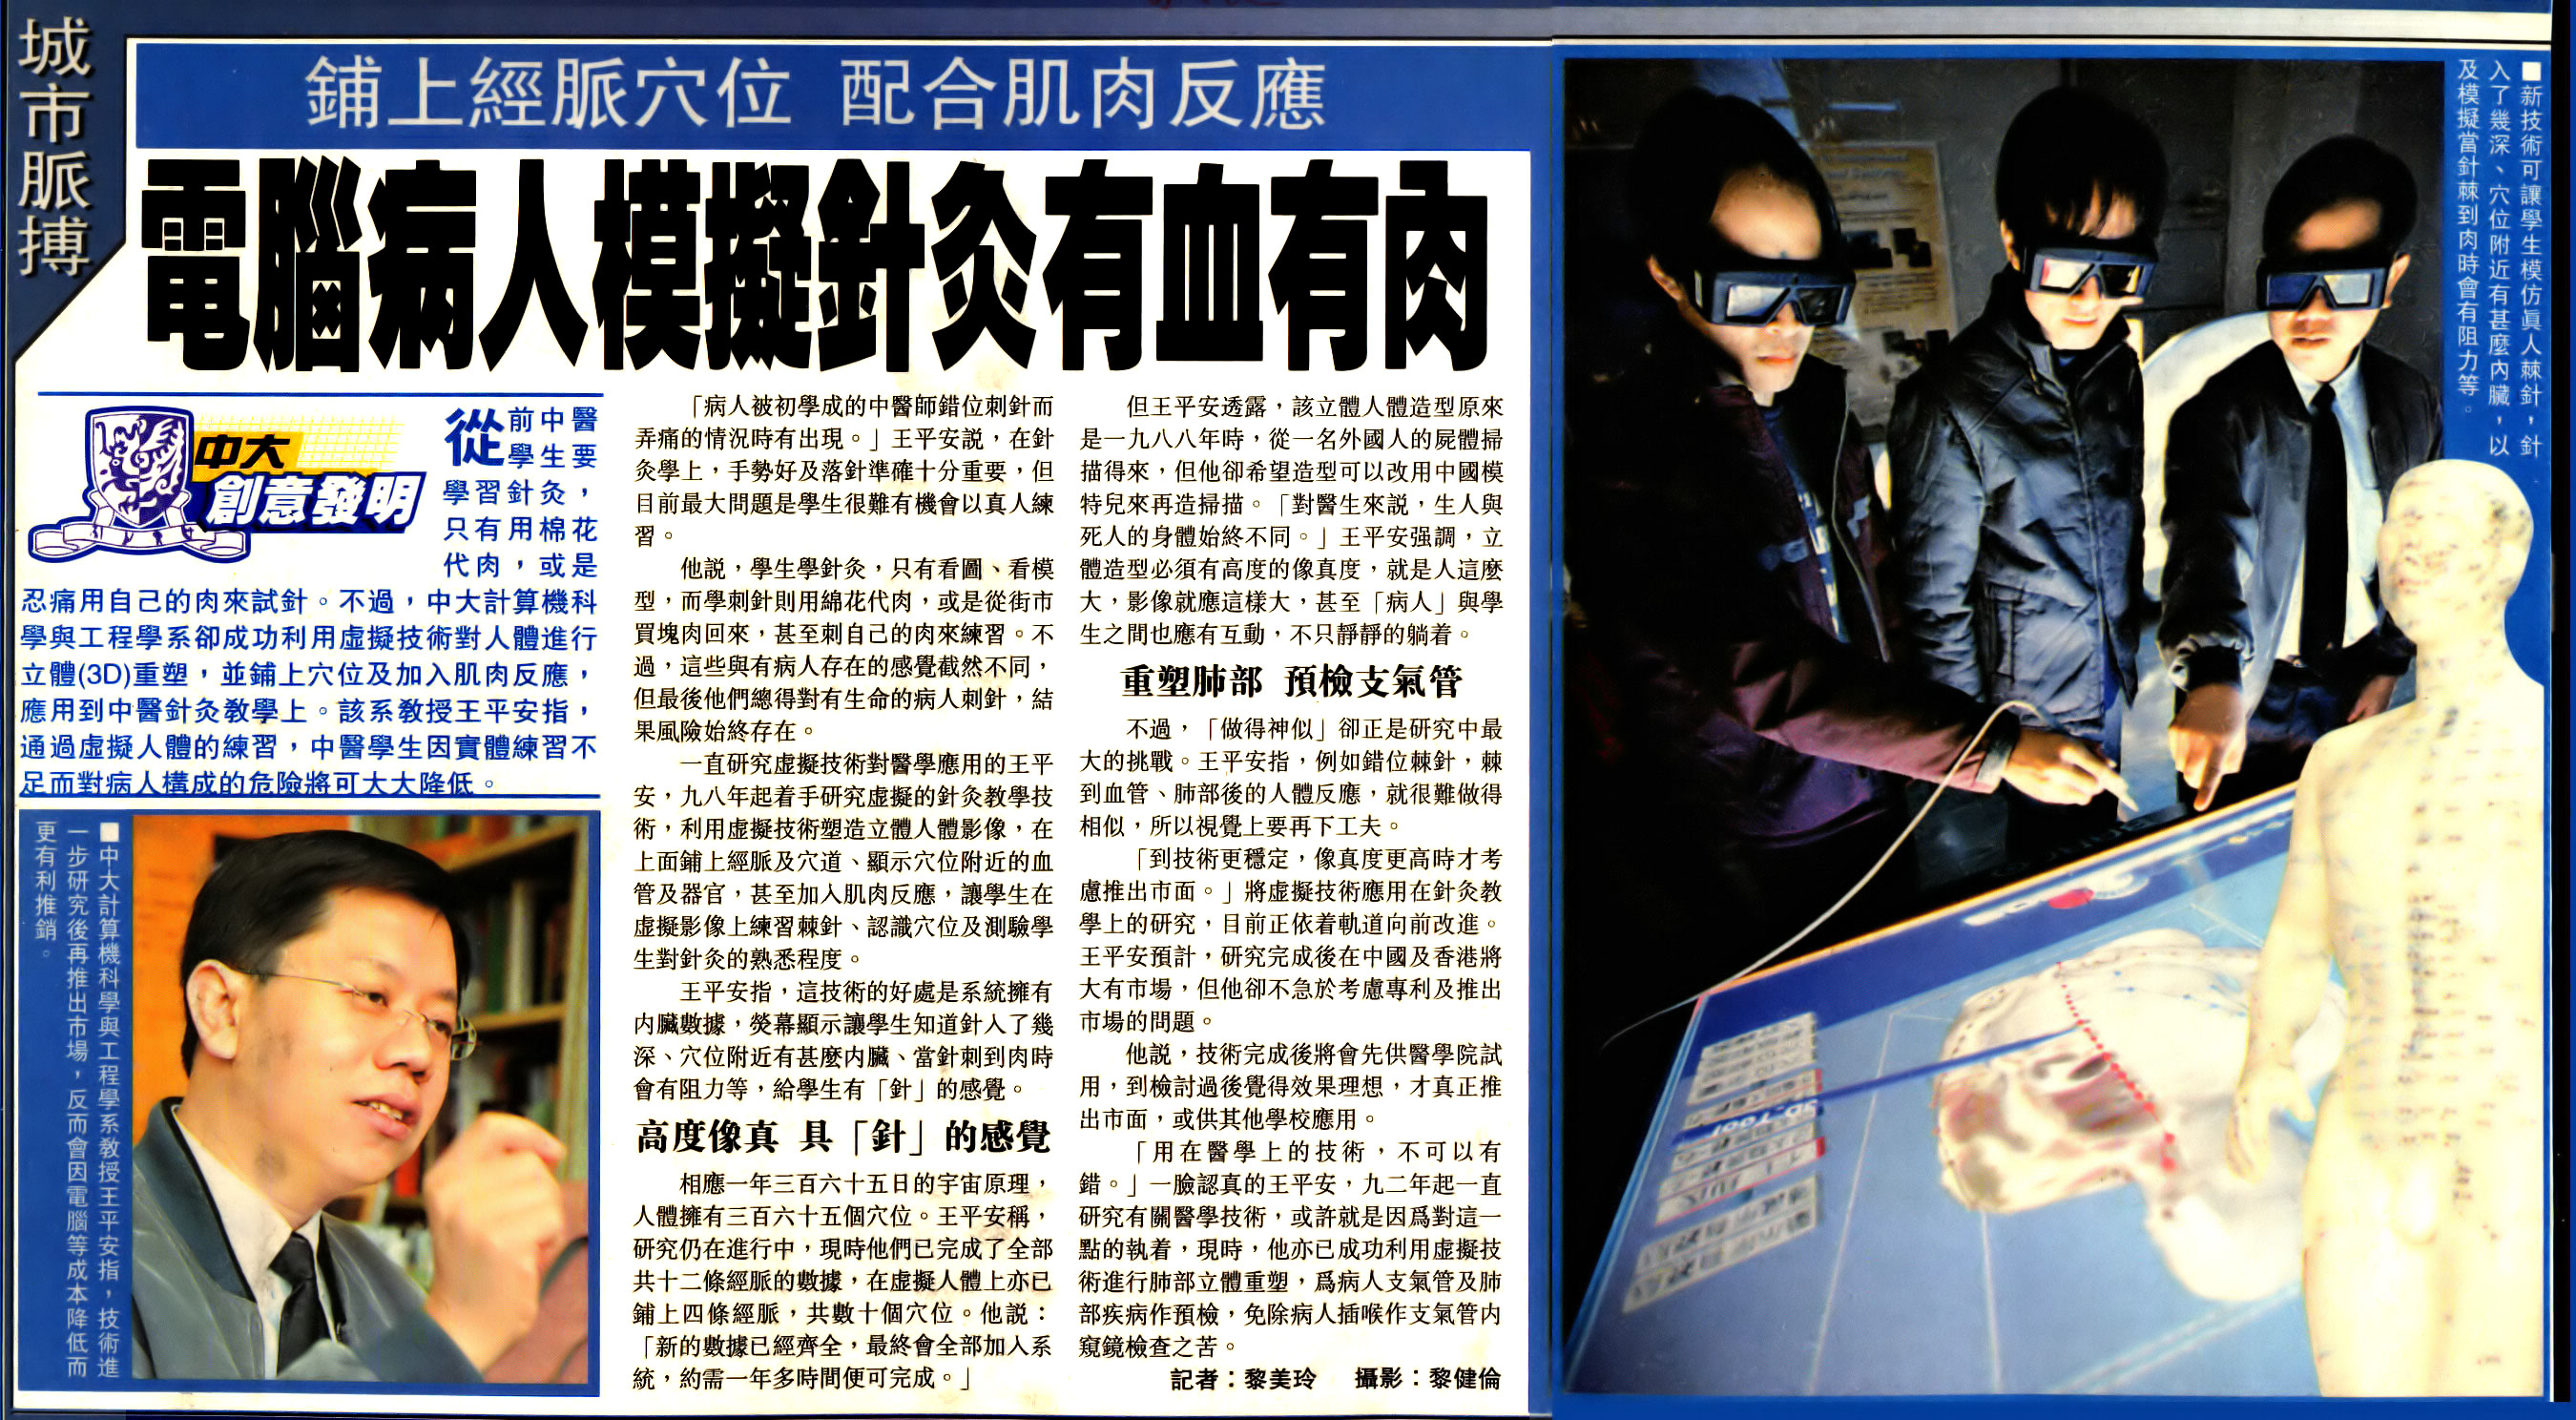 城市脈搏
鋪上經脈穴位 配合肌肉反應
電腦病人模擬針灸有血有肉
中大
創意發明
從前中醫
學生要
學習針灸，
只有用棉花
代肉，或是
忍痛用自己的肉來試針。不過，中大計算機科
學與工程學系卻成功利用虛擬技術對人體進行
立體(3D)重塑，並鋪上穴位及加入肌肉反應，
應用到中醫針灸教學上。該系教授王平安指，
通過虛擬人體的練習，中醫學生因實體練習不
足而對病人構成的危險將可大大降低。
■中大計算機科學與工程學系教授王平安指，技術進
一步研究後再推出市場，反而會因電腦等成本降低而
更有利推銷。
「病人被初學成的中醫師錯位刺針而
弄痛的情況時有出現。」王平安説，在針
灸學上，手勢好及落針準確十分重要，但
目前最大問題是學生很難有機會以真人練
習。
他説，學生學針灸，只有看圖、看模
型，而學刺針則用綿花代肉，或是從街市
買塊肉回來，甚至刺自己的肉來練習。不
過，這些與有病人存在的感覺截然不同，
但最後他們總得對有生命的病人刺針，結
果風險始終存在。
一直研究虛擬技術對醫學應用的王平
安，九八年起着手研究虛擬的針灸教學技
術，利用虛擬技術塑造立體人體影像，在
上面鋪上經脈及穴道、顯示穴位附近的血
管及器官，甚至加入肌肉反應，讓學生在
虛擬影像上練習棘針、認識穴位及測驗學
生對針灸的熟悉程度。
王平安指，這技術的好處是系統擁有
内臟數據，熒幕顯示讓學生知道針入了幾
深、穴位附近有甚麼内臟、當針刺到肉時
會有阻力等，給學生有「針」的感覺。
高度像真 具「針」的感覺
相應一年三百六十五日的宇宙原理，
人體擁有三百六十五個穴位。王平安稱，
研究仍在進行中，現時他們已完成了全部
共十二條經脈的數據，在虛擬人體上亦已
鋪上四條經脈，共數十個穴位。他説：
「新的數據已經齊全，最終會全部加入系
統，約需一年多時間便可完成。」
但王平安透露，該立體人體造型原來
是一九八八年時，從一名外國人的屍體掃
描得來，但他卻希望造型可以改用中國模
特兒來再造掃描。「對醫生來説，生人與
死人的身體始終不同。」王平安强調，立
體造型必須有高度的像真度，就是人這麽
大，影像就應這樣大，甚至「病人」與學
生之間也應有互動，不只靜靜的躺着。
重塑肺部 預檢支氣管
不過，「做得神似」卻正是研究中最
大的挑戰。王平安指，例如錯位棘針，棘
到血管、肺部後的人體反應，就很難做得
相似，所以視覺上要再下工夫。
「到技術更穩定，像真度更高時才考
慮推出市面。」將虛擬技術應用在針灸教
學上的研究，目前正依着軌道向前改進。
王平安預計，研究完成後在中國及香港將
大有市場，但他卻不急於考慮專利及推出
市場的問題。
他説，技術完成後將會先供醫學院試
用，到檢討過後覺得效果理想，才真正推
出市面，或供其他學校應用。
「用在醫學上的技術，不可以有
錯。」一臉認真的王平安，九二年起一直
研究有關醫學技術，或許就是因爲對這一
點的執着，現時，他亦已成功利用虛擬技
術進行肺部立體重塑，爲病人支氣管及肺
部疾病作預檢，免除病人插喉作支氣管内
窺鏡檢查之苦。
記者：黎美玲 攝影：黎健倫
■新技術可讓學生模仿眞人棘針，針
入了幾深、穴位附近有甚麼內臟，以
及模擬當針棘到肉時會有阻力等。
3D-Tool